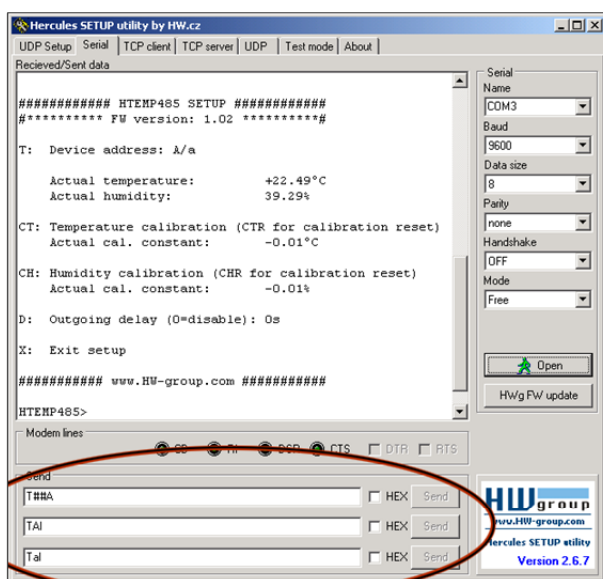 Hercules SETUP utility by HW.cz
UDP Setup Serial TCP client TCP server UDP Test mode About
Recieved/Sent data
############ HTEMP485 SETUP ############
#********** FW version: 1.02 **********#
T: Device address: A/a
Actual temperature: +22.49°C
Actual humidity: 39.29%
CT: Temperature calibration (CTR for calibration reset)
Actual cal. constant: -0.01°C
CH: Humidity calibration (CHR for calibration reset)
Actual cal. constant: -0.01%
D: Outgoing delay (0=disable): 0s
X: Exit setup
########### www.HW-group.com ###########
HTEMP485>
Serial
Name
COM3
Baud
9600
Data size
8
Parity
none
Handshake
OFF
Mode
Free
Open
HWg FW update
Modem lines
CD RI DSR CTS DTR RTS
Send
T##A HEX Send
TAI HEX Send
TaI HEX Send
HW group
www.HW-group.com
Hercules SETUP utility
Version 2.6.7